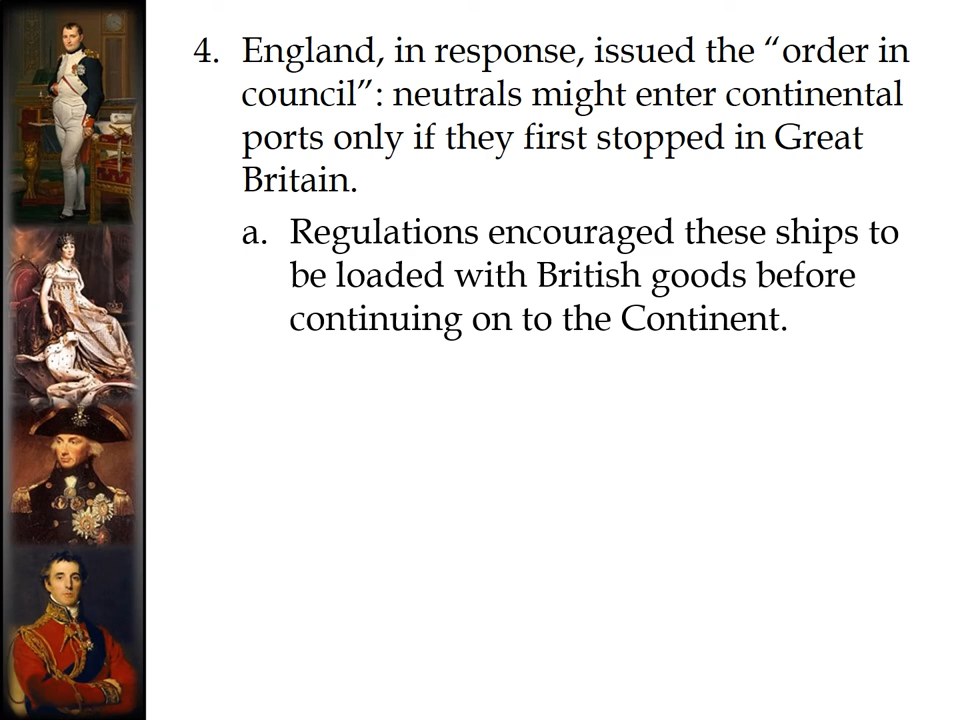 4. England, in response, issued the “order in
council”: neutrals might enter continental
ports only if they first stopped in Great
Britain.
a. Regulations encouraged these ships to
be loaded with British goods before
continuing on to the Continent.